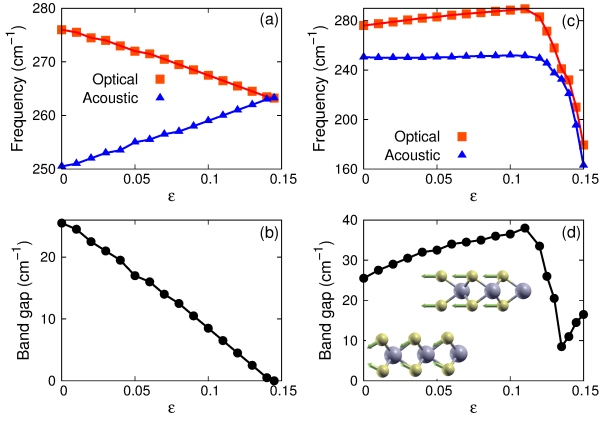 (a)
Frequency (cm⁻¹)
280
270
260
250
Optical
Acoustic
0
0.05
0.1
0.15
ε
(c)
Frequency (cm⁻¹)
280
240
200
160
Optical
Acoustic
0
0.05
0.1
0.15
ε
(b)
Band gap (cm⁻¹)
20
10
0
0
0.05
0.1
0.15
ε
(d)
Band gap (cm⁻¹)
40
30
20
10
0
0
0.05
0.1
0.15
ε